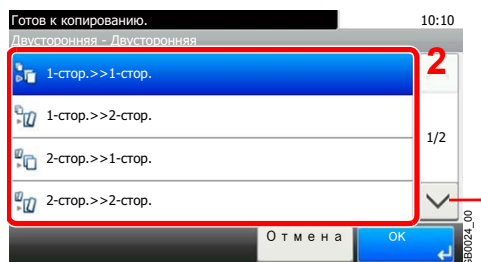 Готов к копированию. 10:10
Двусторонняя - Двусторонняя
2
1-стор.>>1-стор.
1-стор.>>2-стор.
1/2
2-стор.>>1-стор.
2-стор.>>2-стор.
Отмена OK
GB0024_00